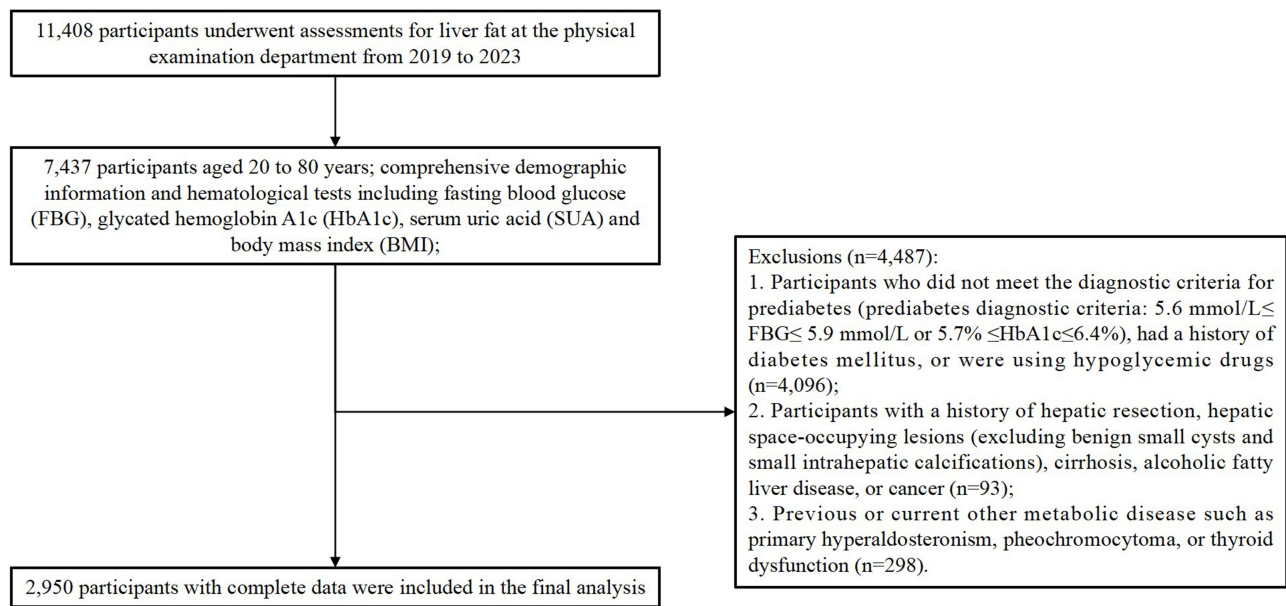 11,408 participants underwent assessments for liver fat at the physical
examination department from 2019 to 2023
7,437 participants aged 20 to 80 years; comprehensive demographic
information and hematological tests including fasting blood glucose
(FBG), glycated hemoglobin A1c (HbA1c), serum uric acid (SUA) and
body mass index (BMI);
Exclusions (n=4,487):
1. Participants who did not meet the diagnostic criteria for
prediabetes (prediabetes diagnostic criteria: 5.6 mmol/L≤
FBG≤ 5.9 mmol/L or 5.7% ≤HbA1c≤6.4%), had a history of
diabetes mellitus, or were using hypoglycemic drugs
(n=4,096);
2. Participants with a history of hepatic resection, hepatic
space-occupying lesions (excluding benign small cysts and
small intrahepatic calcifications), cirrhosis, alcoholic fatty
liver disease, or cancer (n=93);
3. Previous or current other metabolic disease such as
primary hyperaldosteronism, pheochromocytoma, or thyroid
dysfunction (n=298).
2,950 participants with complete data were included in the final analysis